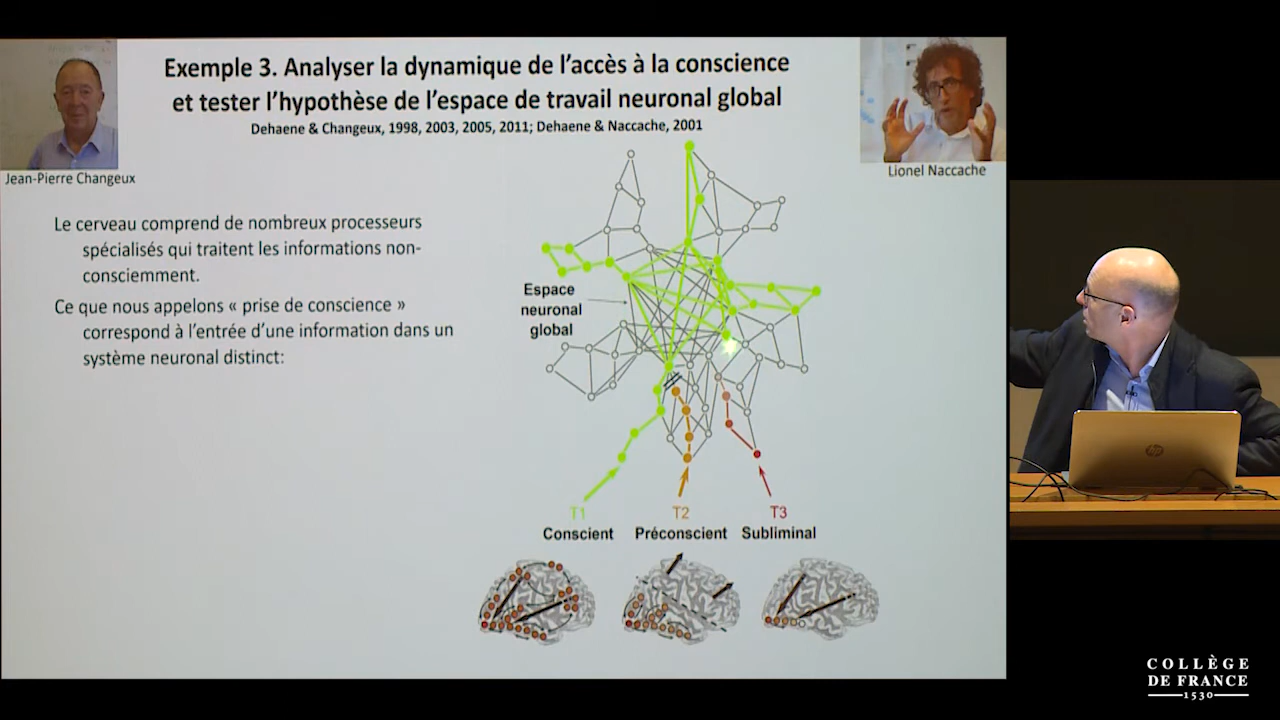 Exemple 3. Analyser la dynamique de l'accès à la conscience
et tester l'hypothèse de l'espace de travail neuronal global
Dehaene & Changeux, 1998, 2003, 2005, 2011; Dehaene & Naccache, 2001
Jean-Pierre Changeux
Lionel Naccache
Le cerveau comprend de nombreux processeurs
spécialisés qui traitent les informations non-
consciemment.
Ce que nous appelons « prise de conscience »
correspond à l'entrée d'une information dans un
système neuronal distinct:
Espace
neuronal
global
T1
T2
T3
Conscient
Préconscient
Subliminal
hp
COLLÈGE
DE FRANCE
1530